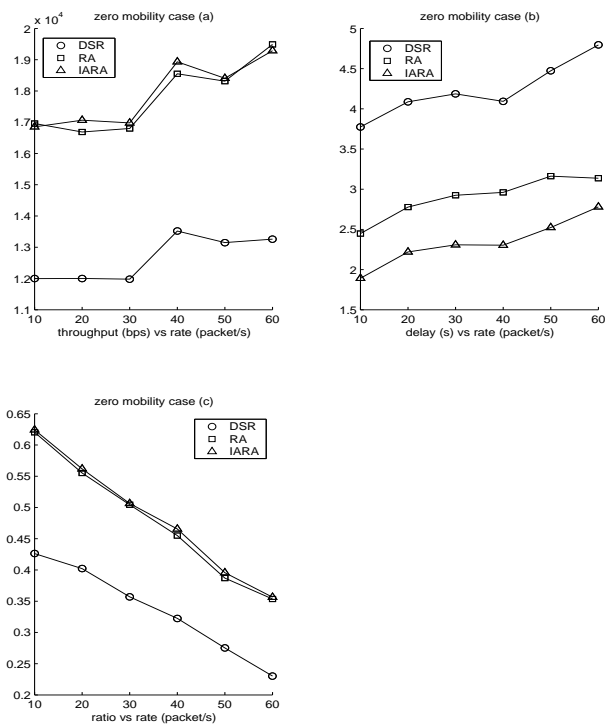 zero mobility case (a)
x 10^4
2
1.9
1.8
1.7
1.6
1.5
1.4
1.3
1.2
1.1
DSR
RA
IARA
10 20 30 40 50 60
throughput (bps) vs rate (packet/s)
zero mobility case (b)
5
4.5
4
3.5
3
2.5
2
1.5
DSR
RA
IARA
10 20 30 40 50 60
delay (s) vs rate (packet/s)
zero mobility case (c)
0.65
0.6
0.55
0.5
0.45
0.4
0.35
0.3
0.25
0.2
DSR
RA
IARA
10 20 30 40 50 60
ratio vs rate (packet/s)